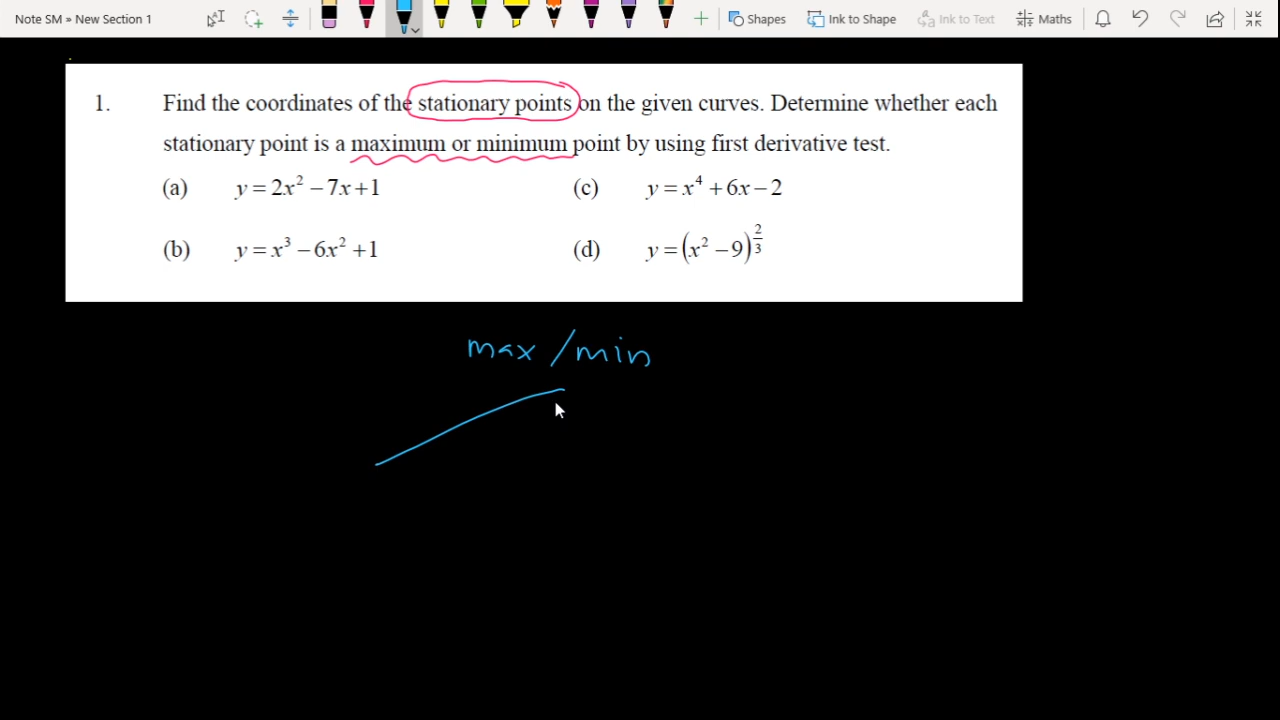 Note SM » New Section 1
Shapes
Ink to Shape
Ink to Text
Maths
1. Find the coordinates of the stationary points on the given curves. Determine whether each
stationary point is a maximum or minimum point by using first derivative test.
(a) y = 2x² − 7x + 1 (c) y = x⁴ + 6x − 2
(b) y = x³ − 6x² + 1 (d) y = (x² − 9)^(2/3)
max / min